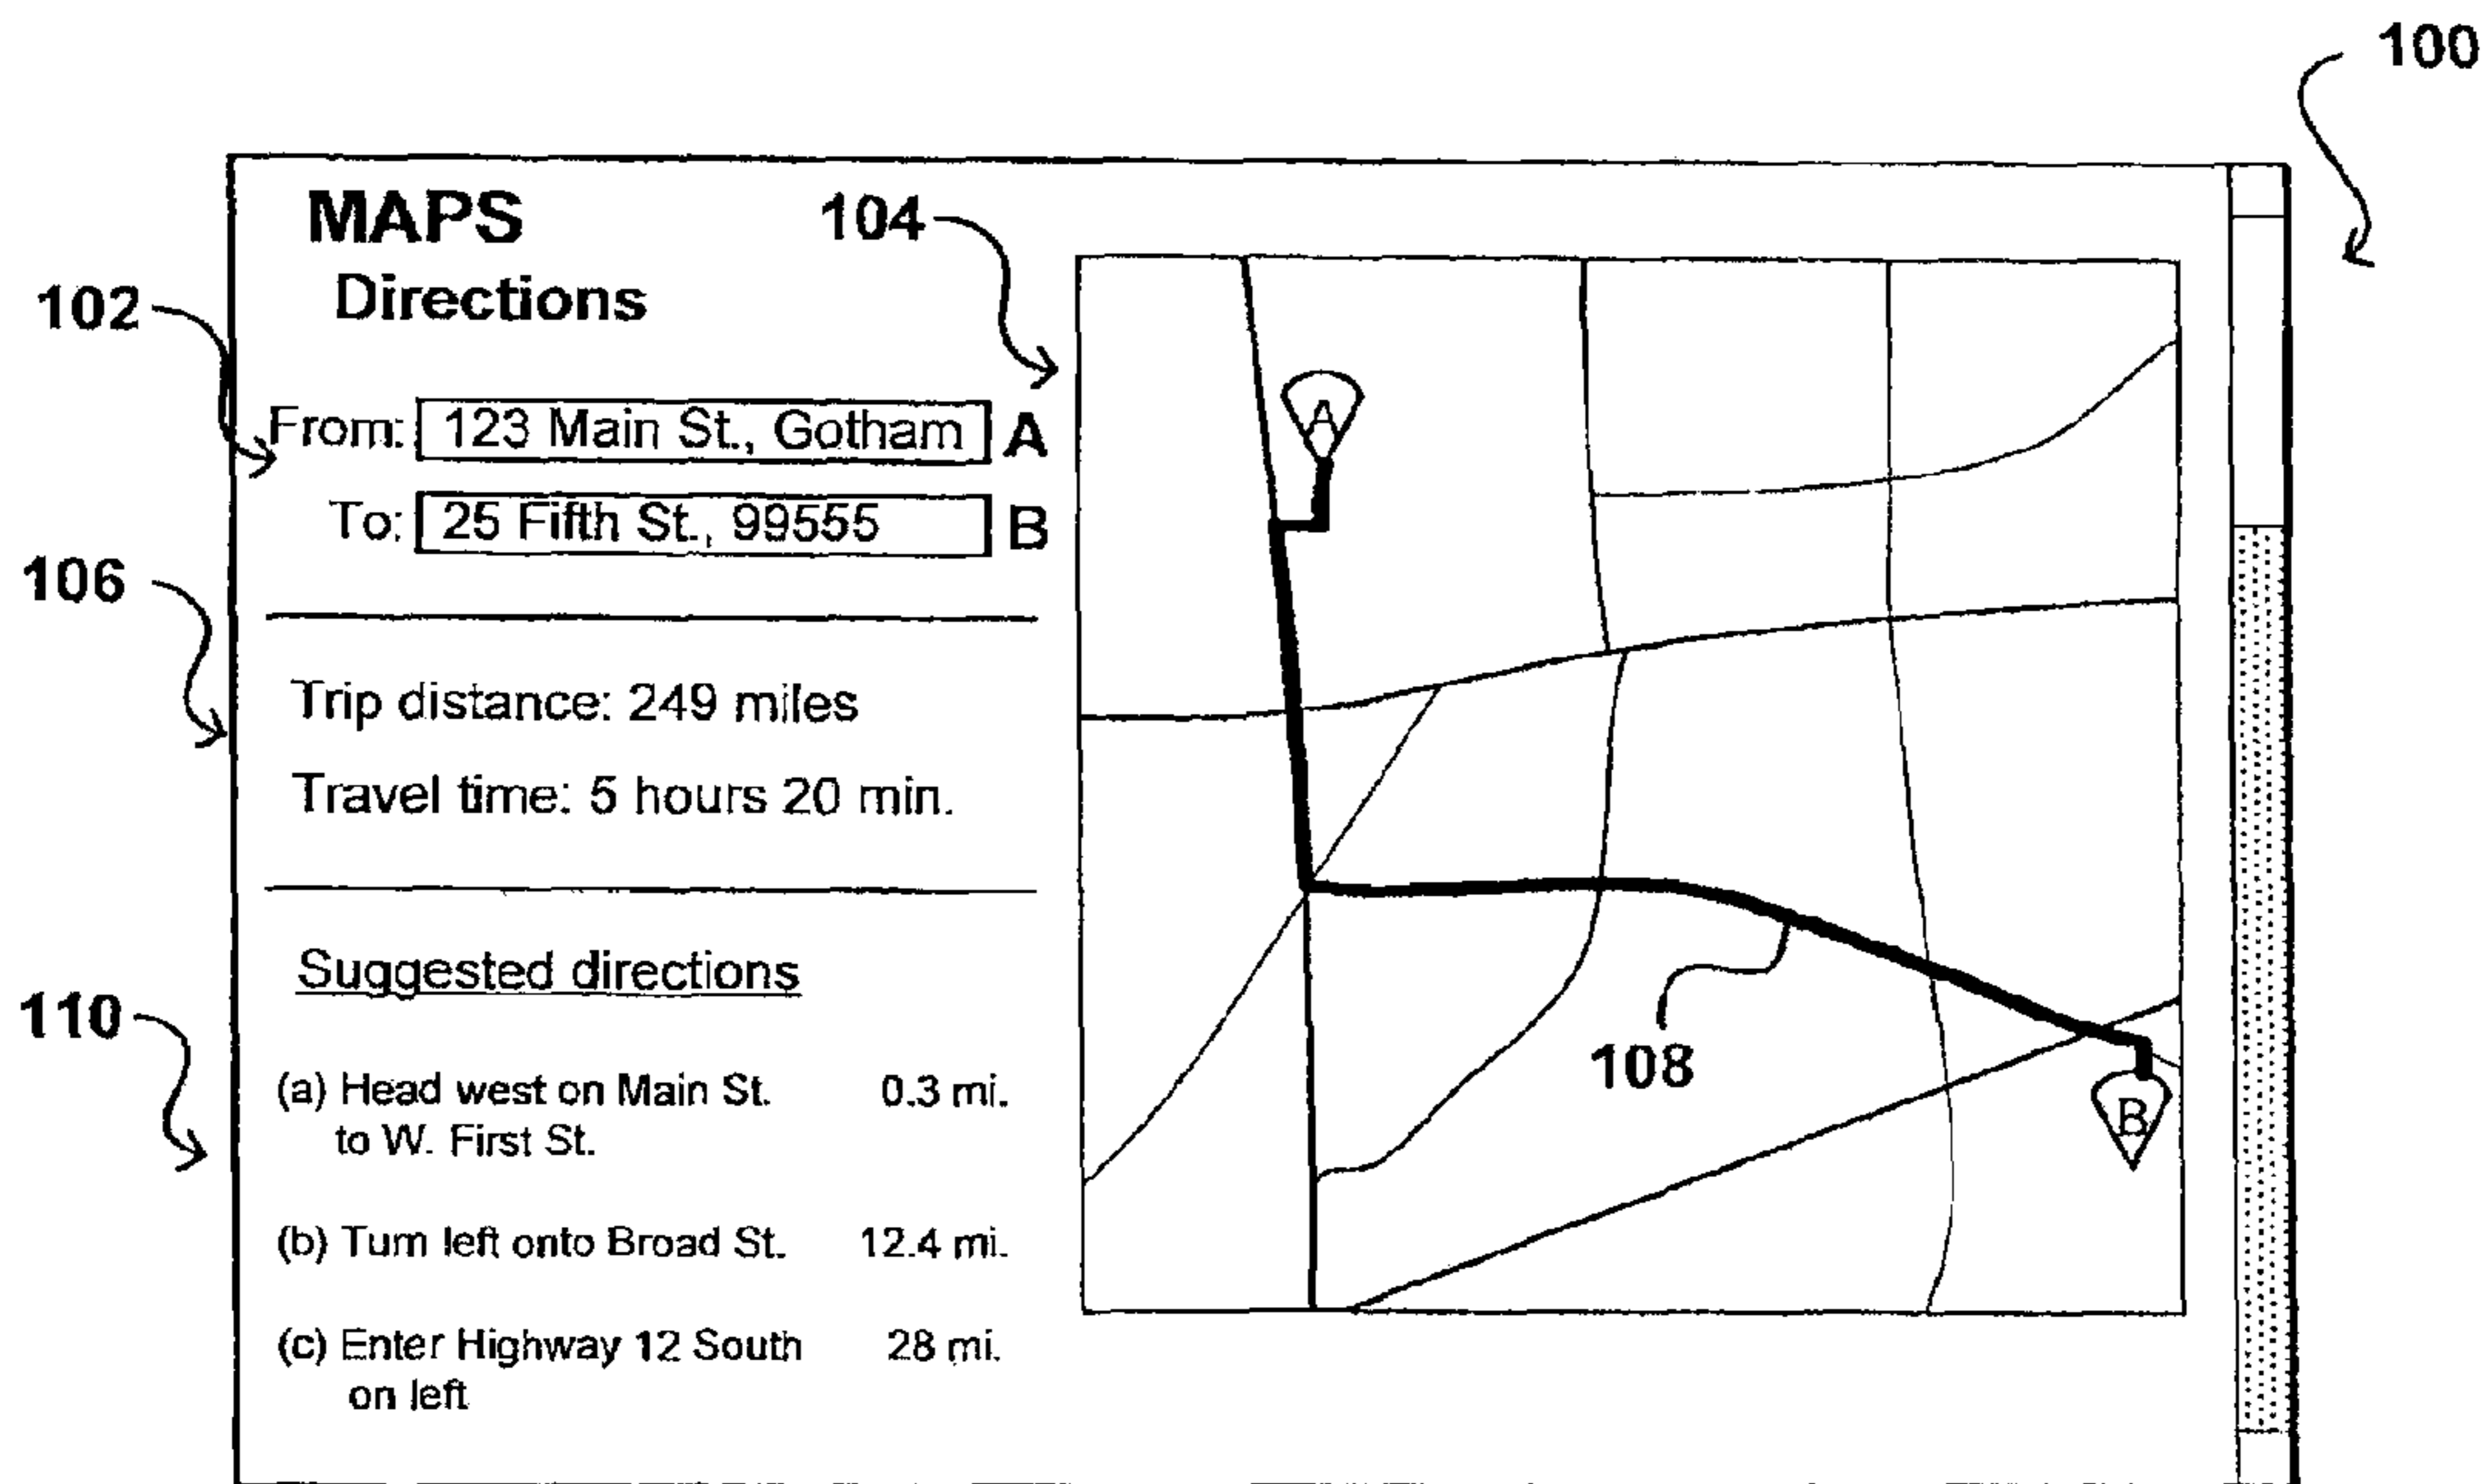 100
MAPS
104
Directions
102
From: 123 Main St., Gotham A
To: 25 Fifth St., 99555 B
106
Trip distance: 249 miles
Travel time: 5 hours 20 min.
Suggested directions
110
(a) Head west on Main St. 0.3 mi.
to W. First St.
(b) Turn left onto Broad St. 12.4 mi.
(c) Enter Highway 12 South 28 mi.
on left
A
108
B